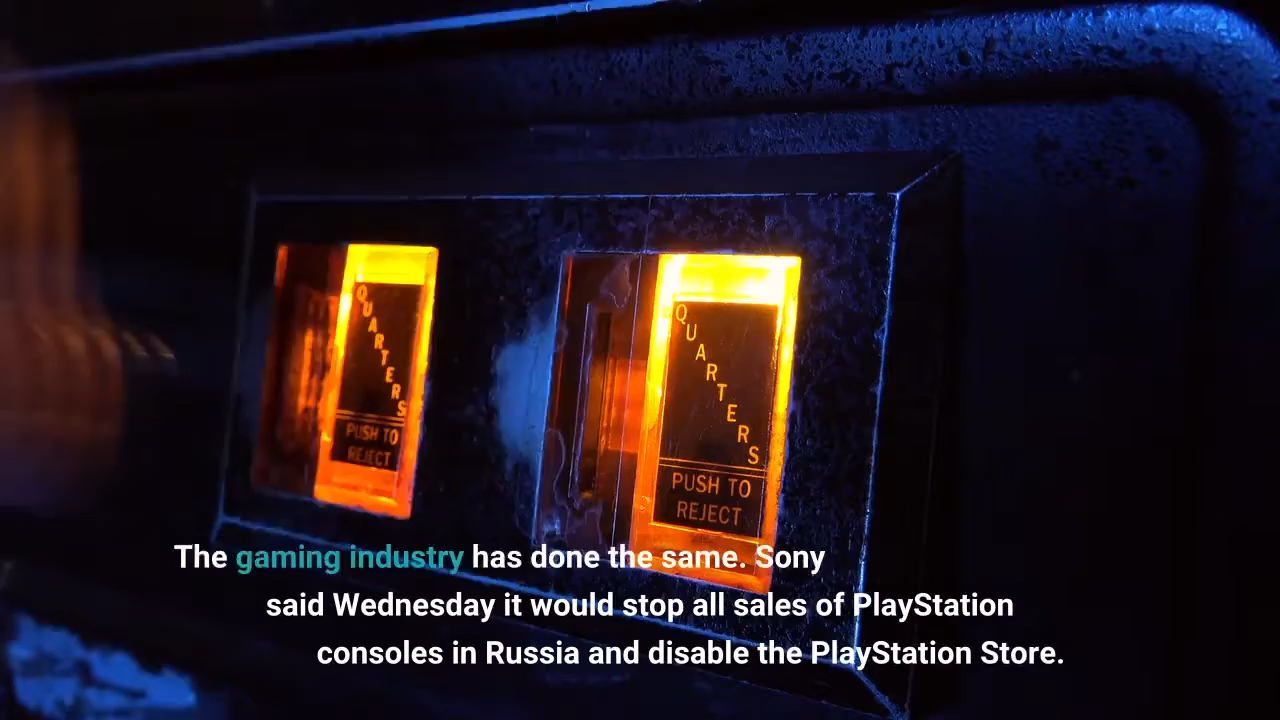 QUARTERS
PUSH TO
REJECT
QUARTERS
PUSH TO
REJECT
The gaming industry has done the same. Sony
said Wednesday it would stop all sales of PlayStation
consoles in Russia and disable the PlayStation Store.